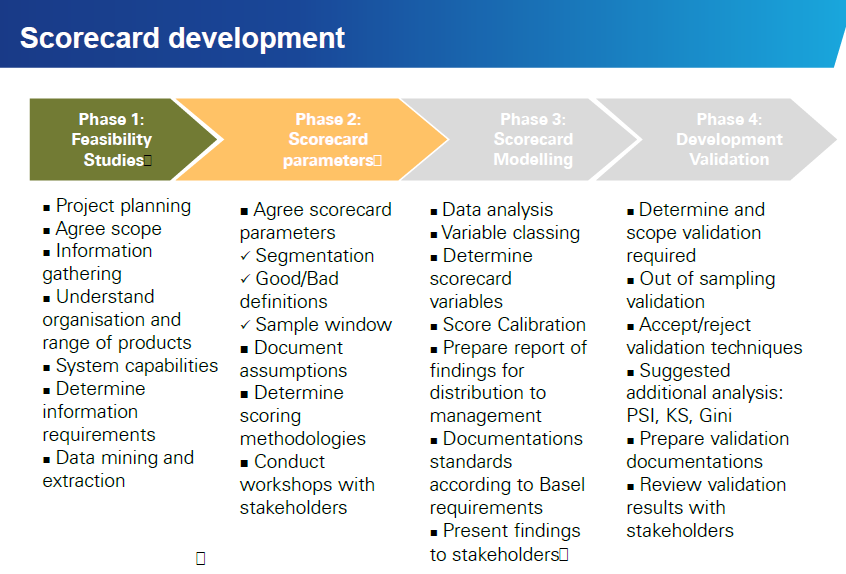 Scorecard development
Phase 1:
Feasibility
Studies
Phase 2:
Scorecard
parameters
Phase 3:
Scorecard
Modelling
Phase 4:
Development
Validation
▪ Project planning
▪ Agree scope
▪ Information
gathering
▪ Understand
organisation and
range of products
▪ System capabilities
▪ Determine
information
requirements
▪ Data mining and
extraction
▪ Agree scorecard
parameters
✓ Segmentation
✓ Good/Bad
definitions
✓ Sample window
▪ Document
assumptions
▪ Determine
scoring
methodologies
▪ Conduct
workshops with
stakeholders
▪ Data analysis
▪ Variable classing
▪ Determine
scorecard
variables
▪ Score Calibration
▪ Prepare report of
findings for
distribution to
management
▪ Documentations
standards
according to Basel
requirements
▪ Present findings
to stakeholders
▪ Determine and
scope validation
required
▪ Out of sampling
validation
▪ Accept/reject
validation techniques
▪ Suggested
additional analysis:
PSI, KS, Gini
▪ Prepare validation
documentations
▪ Review validation
results with
stakeholders